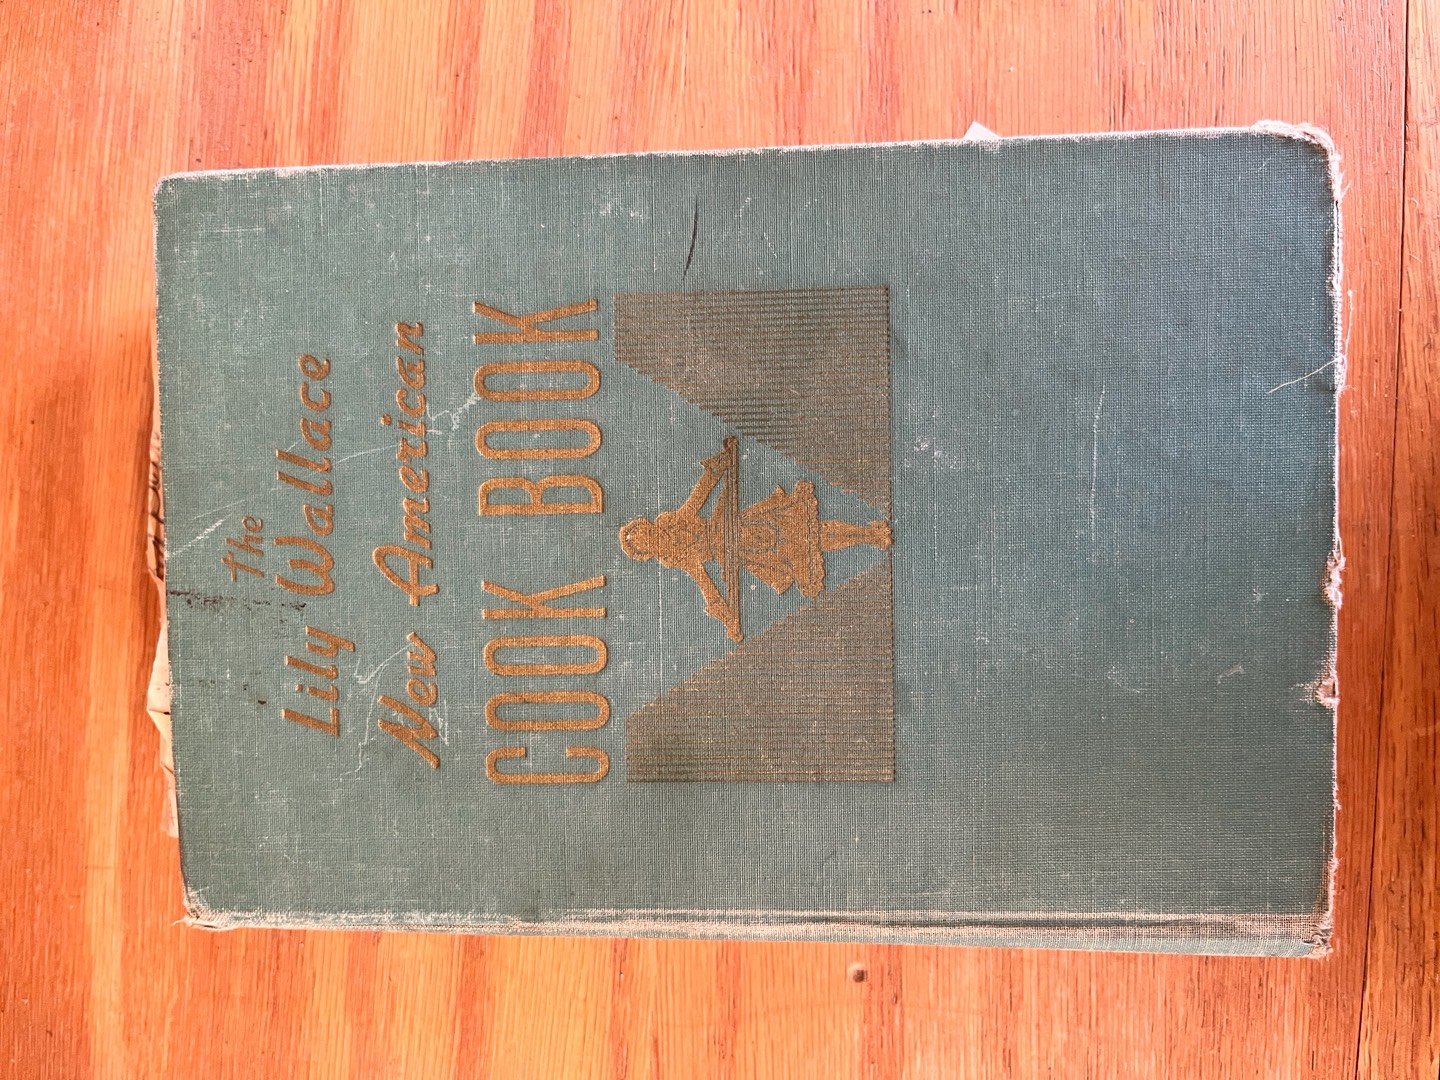 The
Lily Wallace
New American
COOK BOOK